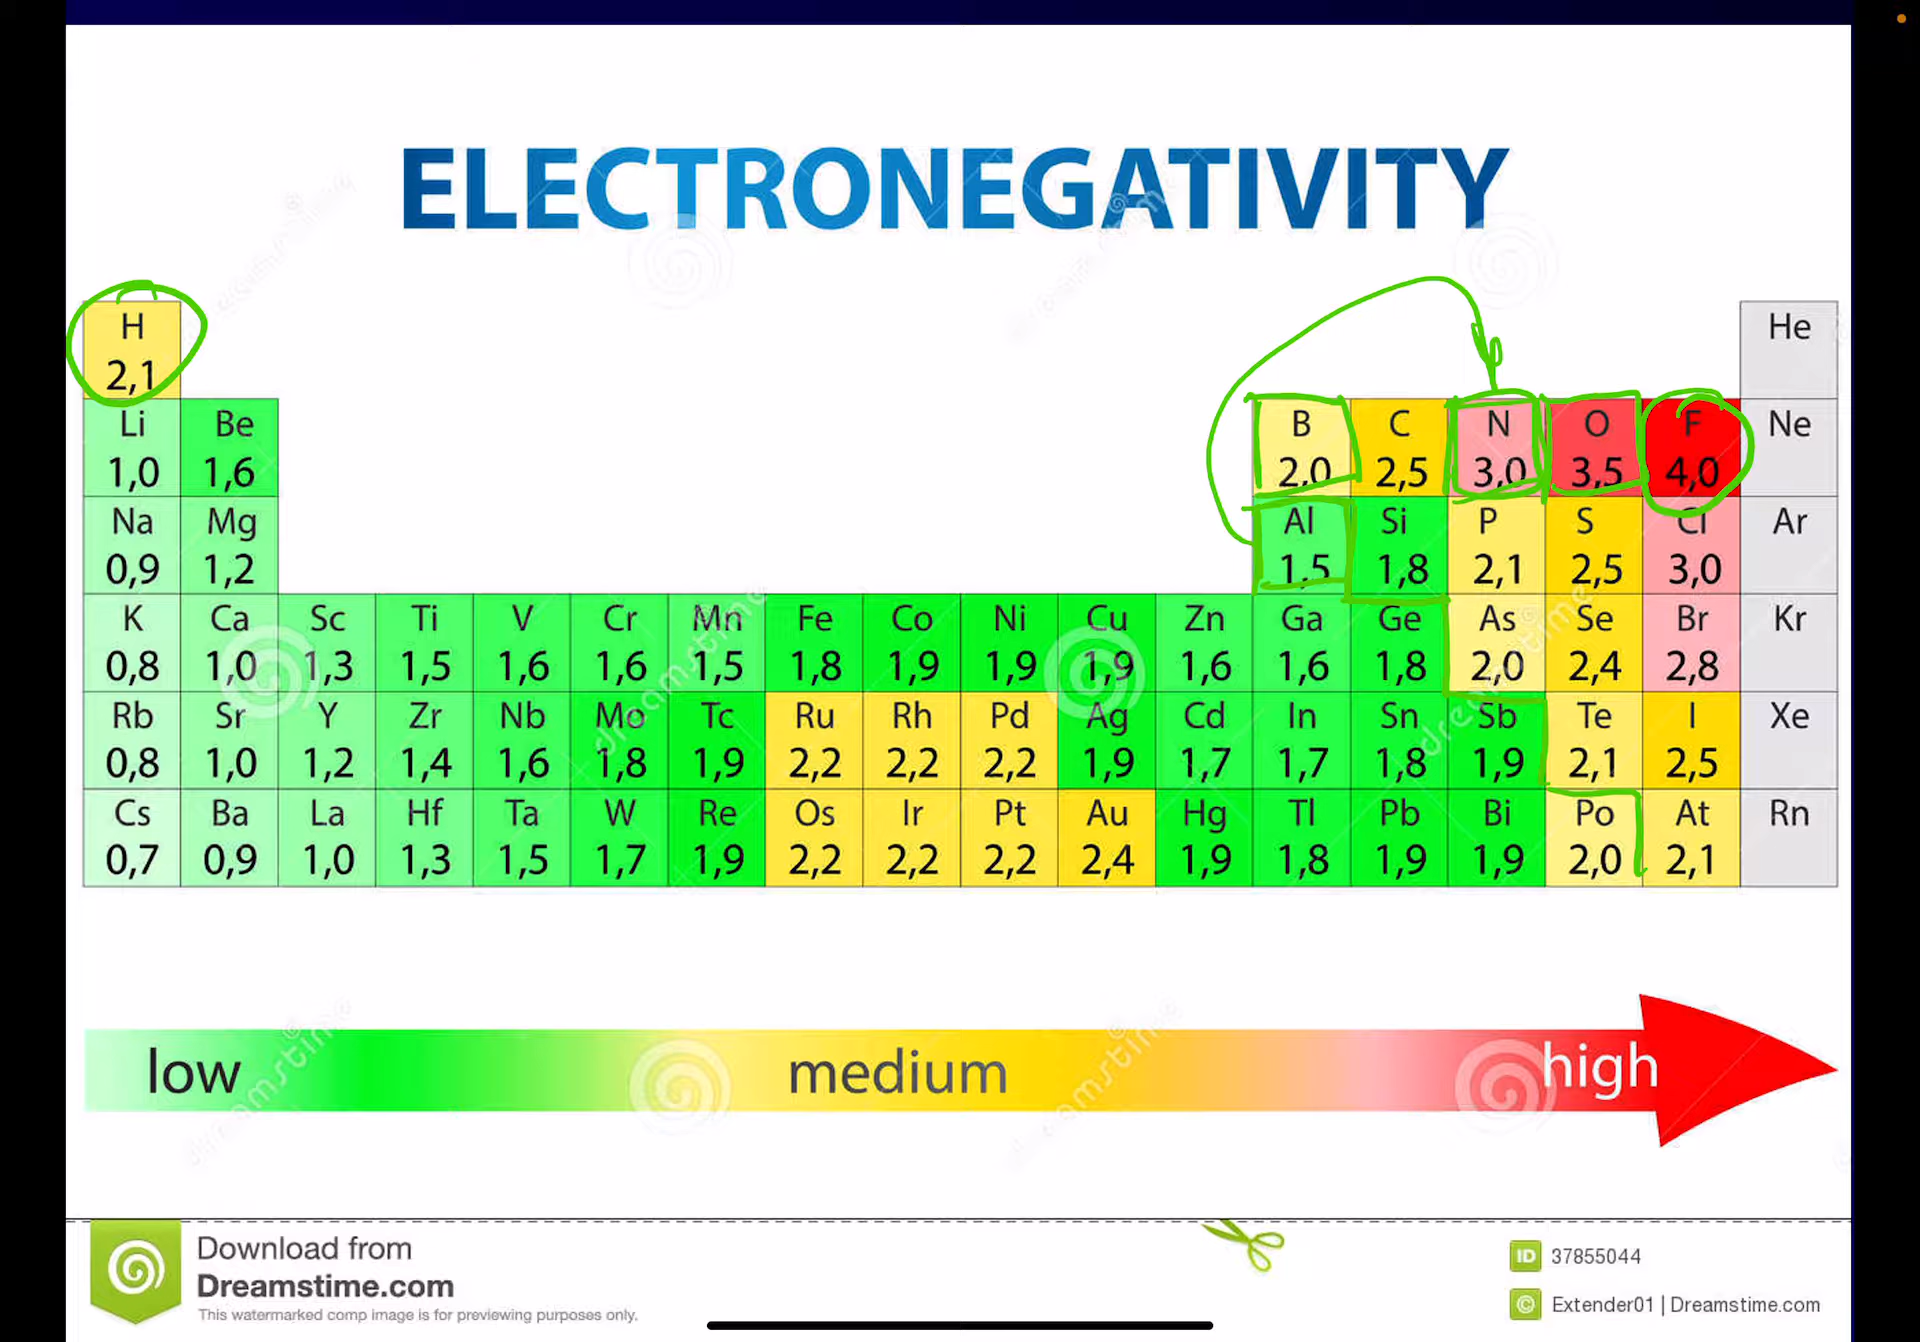 ELECTRONEGATIVITY
H He
2,1
Li Be B C N O F Ne
1,0 1,6 2,0 2,5 3,0 3,5 4,0
Na Mg Al Si P S Cl Ar
0,9 1,2 1,5 1,8 2,1 2,5 3,0
K Ca Sc Ti V Cr Mn Fe Co Ni Cu Zn Ga Ge As Se Br Kr
0,8 1,0 1,3 1,5 1,6 1,6 1,5 1,8 1,9 1,9 1,9 1,6 1,6 1,8 2,0 2,4 2,8
Rb Sr Y Zr Nb Mo Tc Ru Rh Pd Ag Cd In Sn Sb Te I Xe
0,8 1,0 1,2 1,4 1,6 1,8 1,9 2,2 2,2 2,2 1,9 1,7 1,7 1,8 1,9 2,1 2,5
Cs Ba La Hf Ta W Re Os Ir Pt Au Hg Tl Pb Bi Po At Rn
0,7 0,9 1,0 1,3 1,5 1,7 1,9 2,2 2,2 2,2 2,4 1,9 1,8 1,9 1,9 2,0 2,1
low medium high
Download from
Dreamstime.com
This watermarked comp image is for previewing purposes only.
ID 37855044
© Extender01 | Dreamstime.com